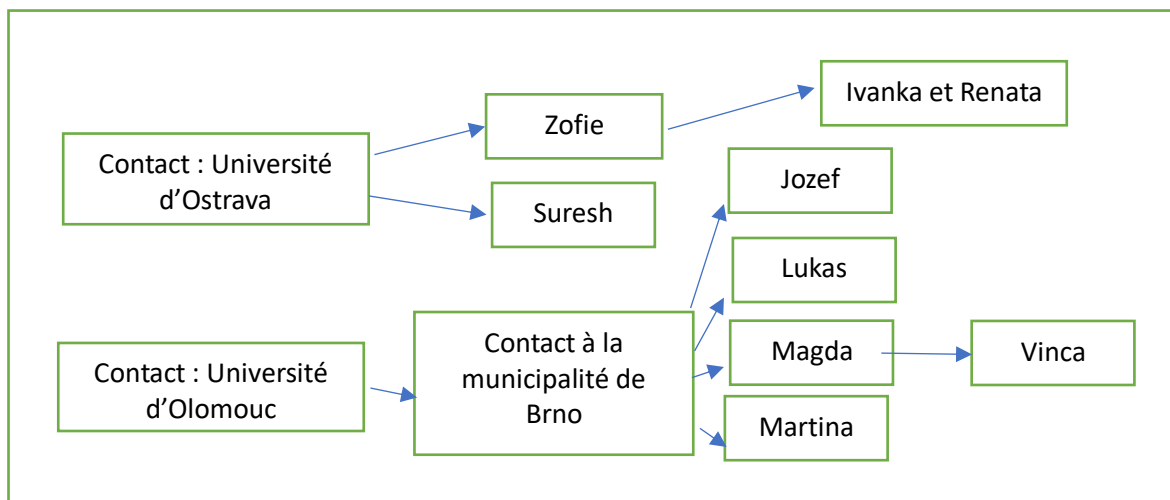 Ivanka et Renata
Zofie
Contact : Université
d’Ostrava
Jozef
Suresh
Lukas
Contact à la
municipalité de
Brno
Magda
Vinca
Contact : Université
d’Olomouc
Martina